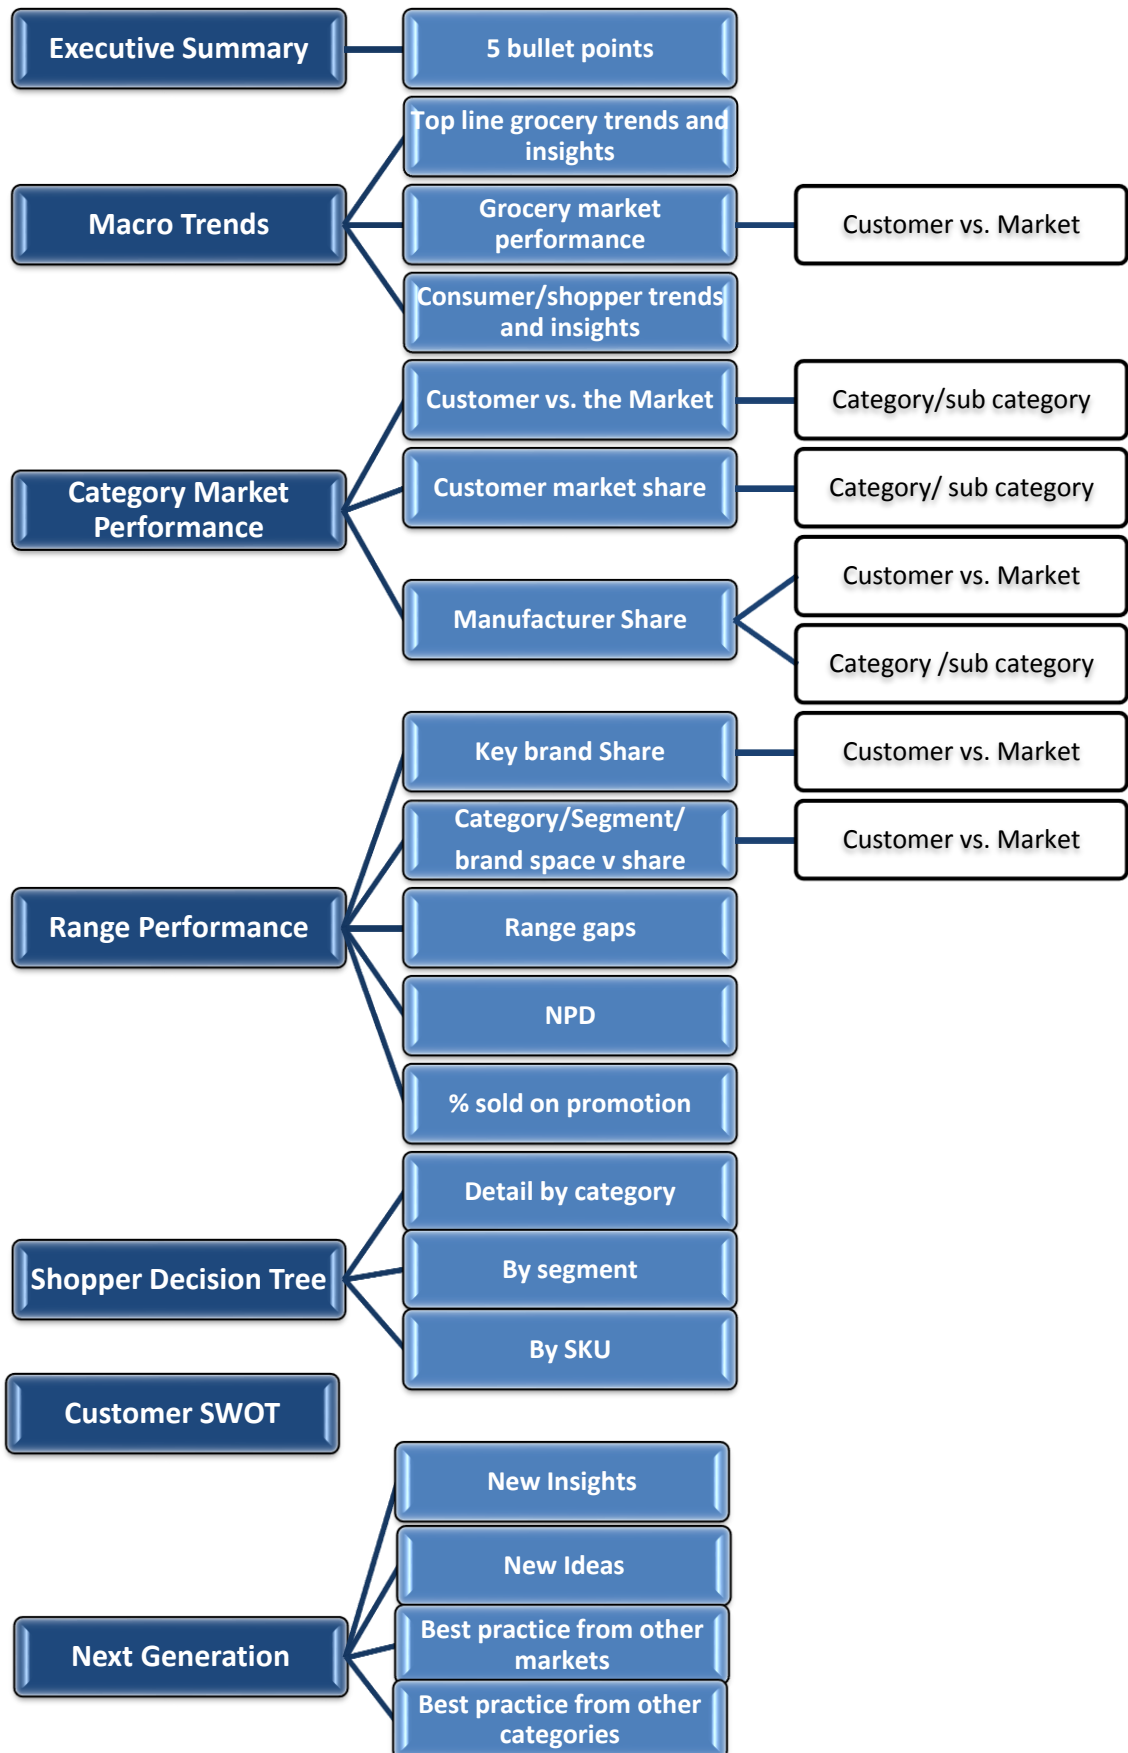 Executive Summary
5 bullet points
Top line grocery trends and
insights
Macro Trends
Grocery market
performance
Customer vs. Market
Consumer/shopper trends
and insights
Category Market
Performance
Customer vs. the Market
Category/sub category
Customer market share
Category/ sub category
Manufacturer Share
Customer vs. Market
Category /sub category
Range Performance
Key brand Share
Customer vs. Market
Category/Segment/
brand space v share
Customer vs. Market
Range gaps
NPD
% sold on promotion
Shopper Decision Tree
Detail by category
By segment
By SKU
Customer SWOT
Next Generation
New Insights
New Ideas
Best practice from other
markets
Best practice from other
categories